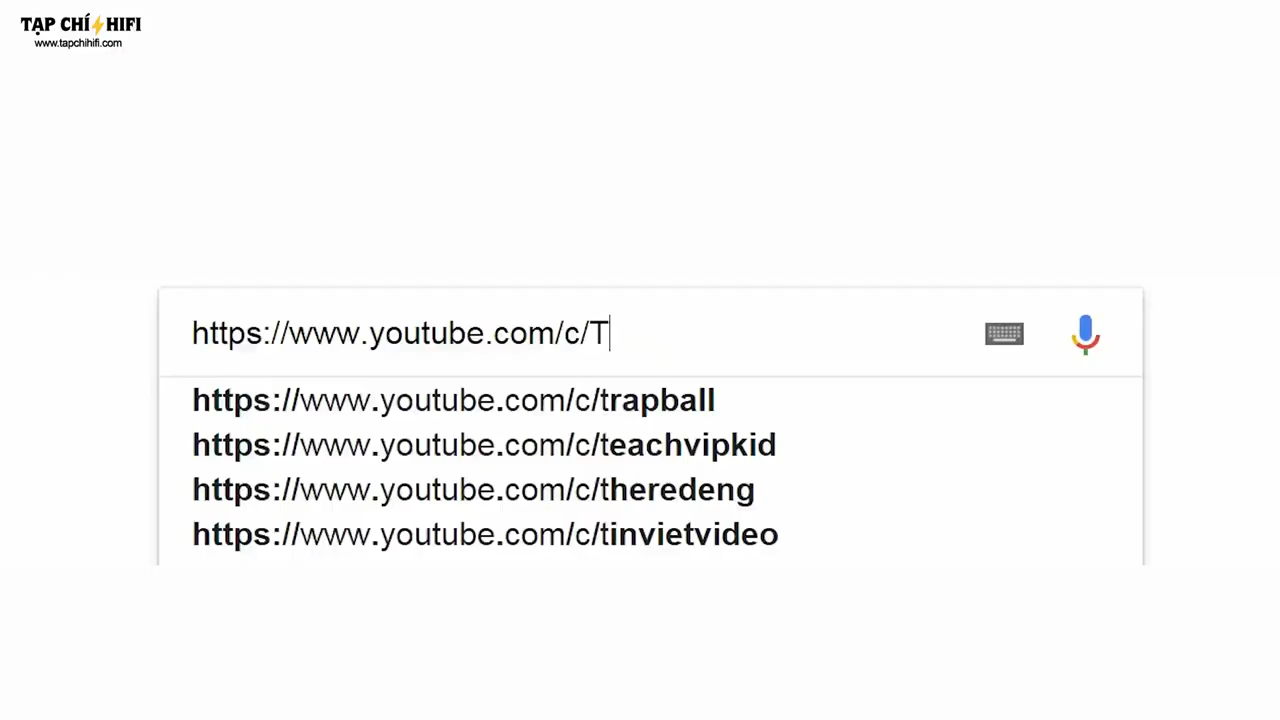 TẠP CHÍ HIFI
www.tapchihifi.com
https://www.youtube.com/c/T
https://www.youtube.com/c/trapball
https://www.youtube.com/c/teachvipkid
https://www.youtube.com/c/theredeng
https://www.youtube.com/c/tinvietvideo